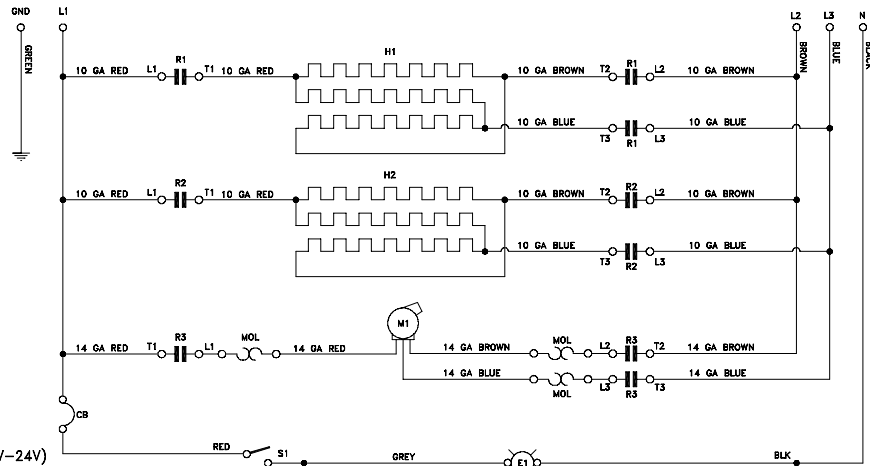 GND L1 L2 L3 N
GREEN BROWN BLUE BLACK
H1
10 GA RED L1 R1 T1 10 GA RED 10 GA BROWN T2 R1 L2 10 GA BROWN
10 GA BLUE T3 R1 L3 10 GA BLUE
H2
10 GA RED L1 R2 T1 10 GA RED 10 GA BROWN T2 R2 L2 10 GA BROWN
10 GA BLUE T3 R2 L3 10 GA BLUE
M1
14 GA RED T1 R3 L1 MOL 14 GA RED 14 GA BROWN MOL L2 R3 T2 14 GA BROWN
14 GA BLUE MOL L3 R3 T3 14 GA BLUE
CB
-24V) RED S1 GREY E1 BLK